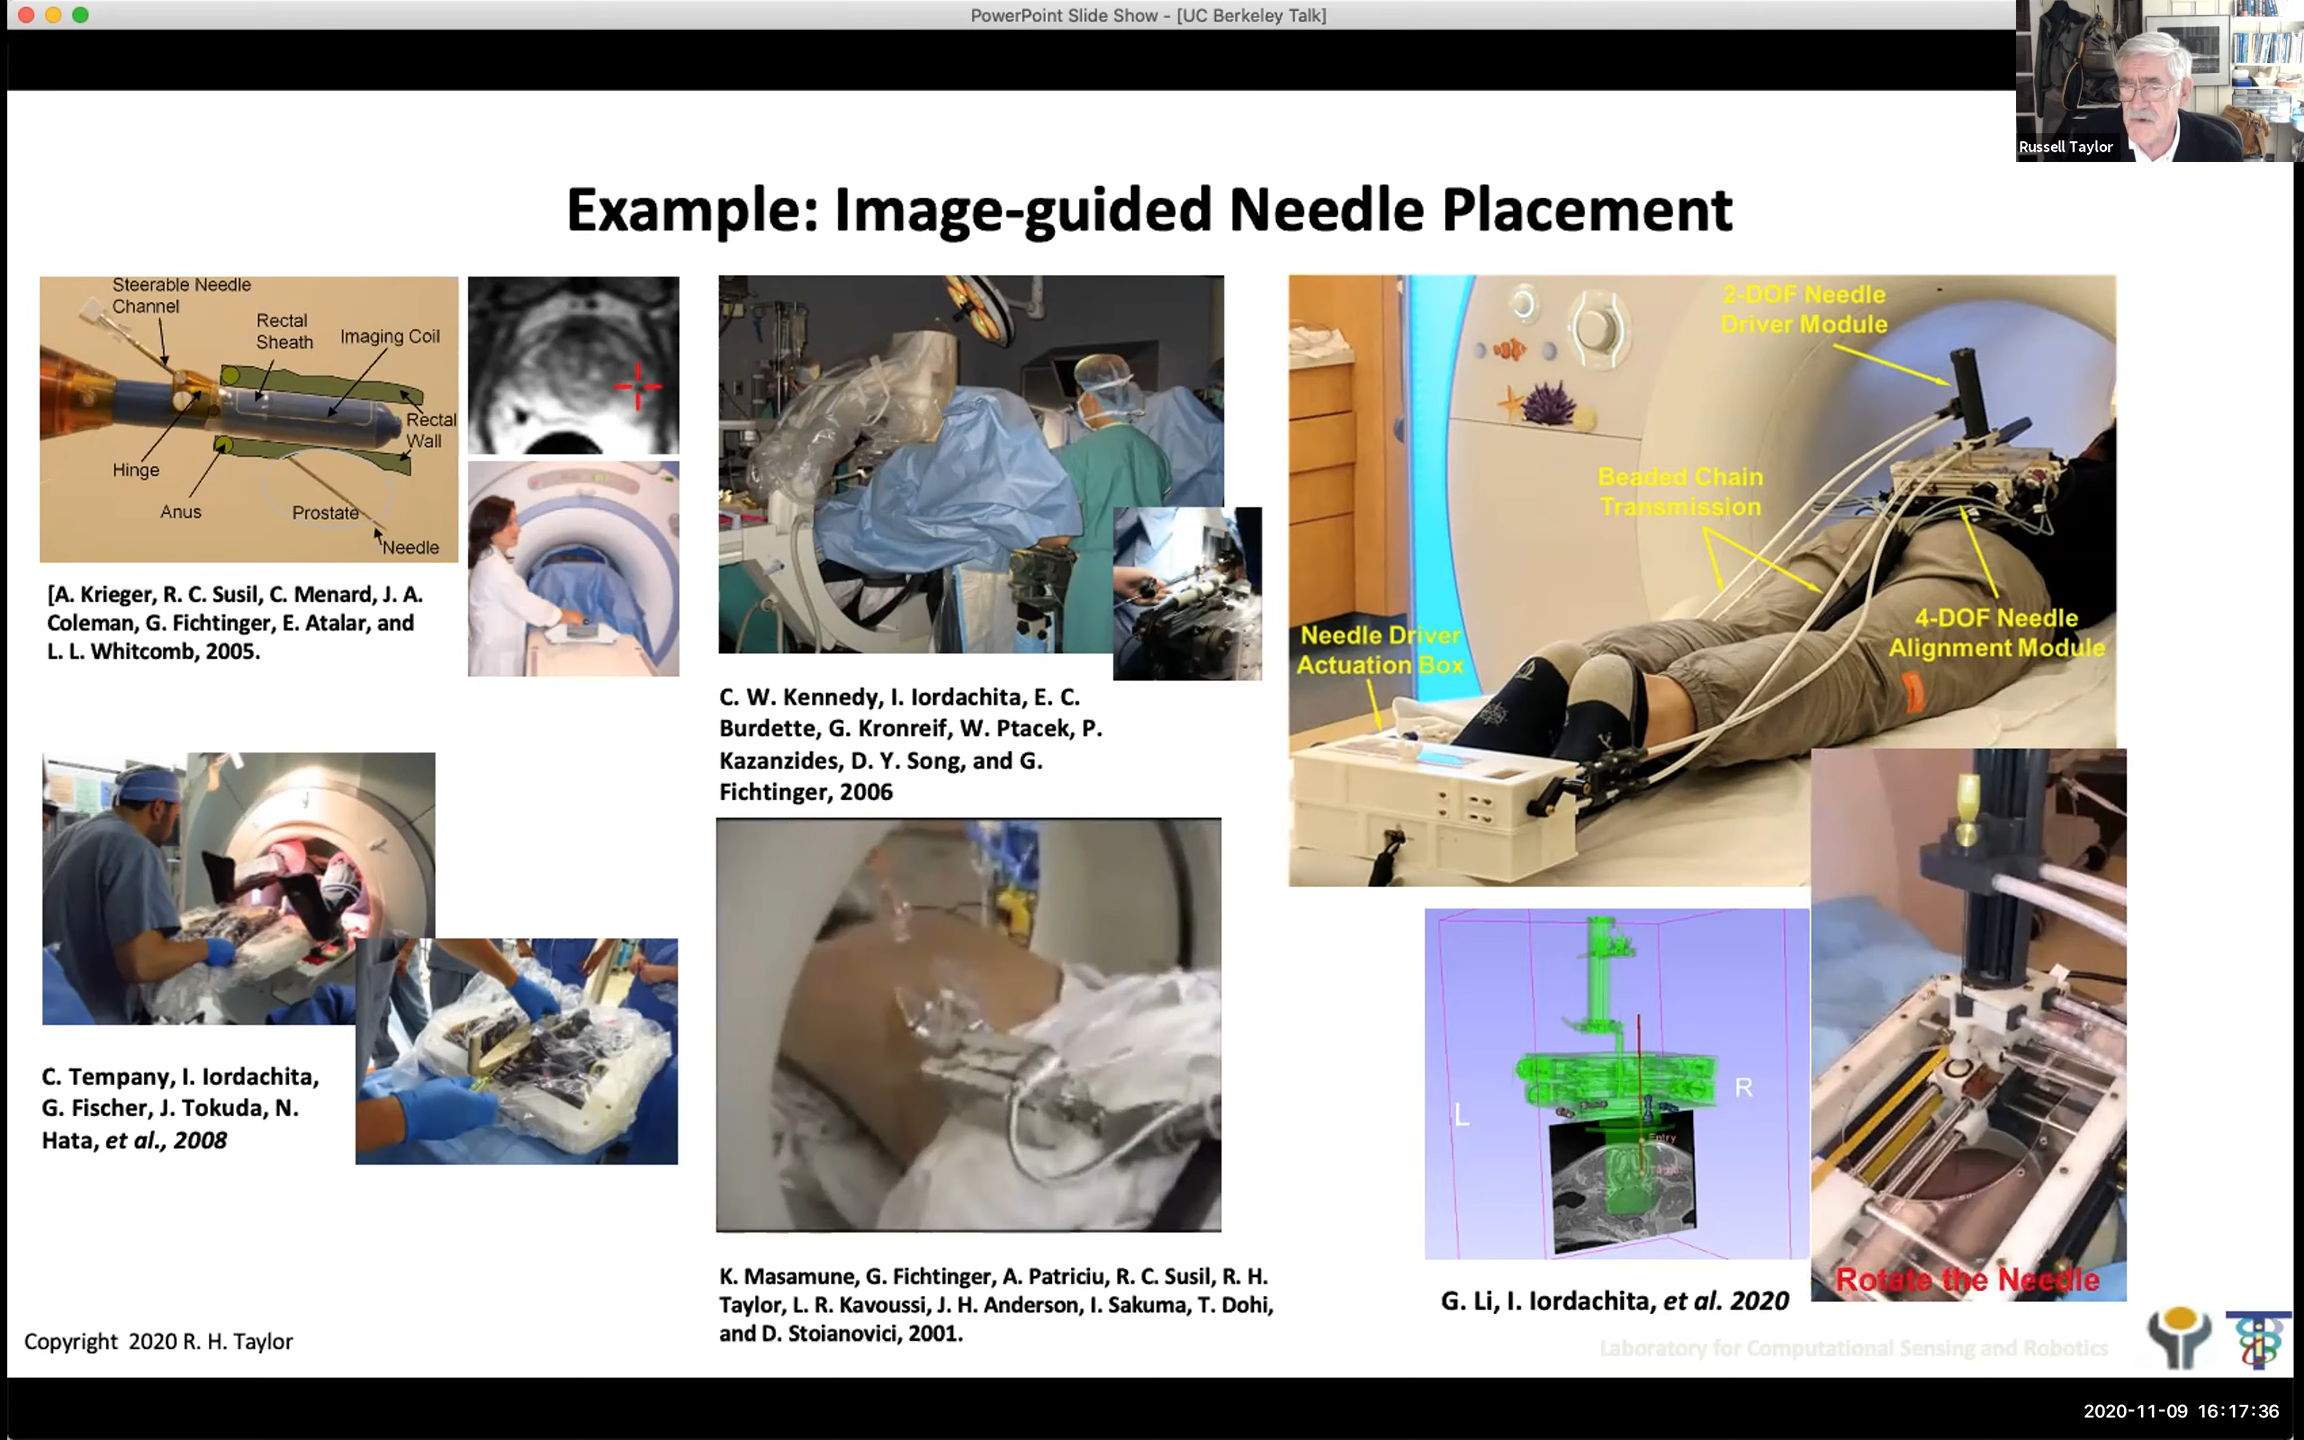 PowerPoint Slide Show - [UC Berkeley Talk]
Russell Taylor
Example: Image-guided Needle Placement
Steerable Needle
Channel
Rectal
Sheath
Imaging Coil
Rectal
Wall
Hinge
Anus
Prostate
Needle
[A. Krieger, R. C. Susil, C. Menard, J. A.
Coleman, G. Fichtinger, E. Atalar, and
L. L. Whitcomb, 2005.
C. Tempany, I. Iordachita,
G. Fischer, J. Tokuda, N.
Hata, et al., 2008
C. W. Kennedy, I. Iordachita, E. C.
Burdette, G. Kronreif, W. Ptacek, P.
Kazanzides, D. Y. Song, and G.
Fichtinger, 2006
K. Masamune, G. Fichtinger, A. Patriciu, R. C. Susil, R. H.
Taylor, L. R. Kavoussi, J. H. Anderson, I. Sakuma, T. Dohi,
and D. Stoianovici, 2001.
2-DOF Needle
Driver Module
Beaded Chain
Transmission
4-DOF Needle
Alignment Module
Needle Driver
Actuation Box
L
R
Entry
Rotate the Needle
G. Li, I. Iordachita, et al. 2020
Copyright 2020 R. H. Taylor
Laboratory for Computational Sensing and Robotics
2020-11-09 16:17:36